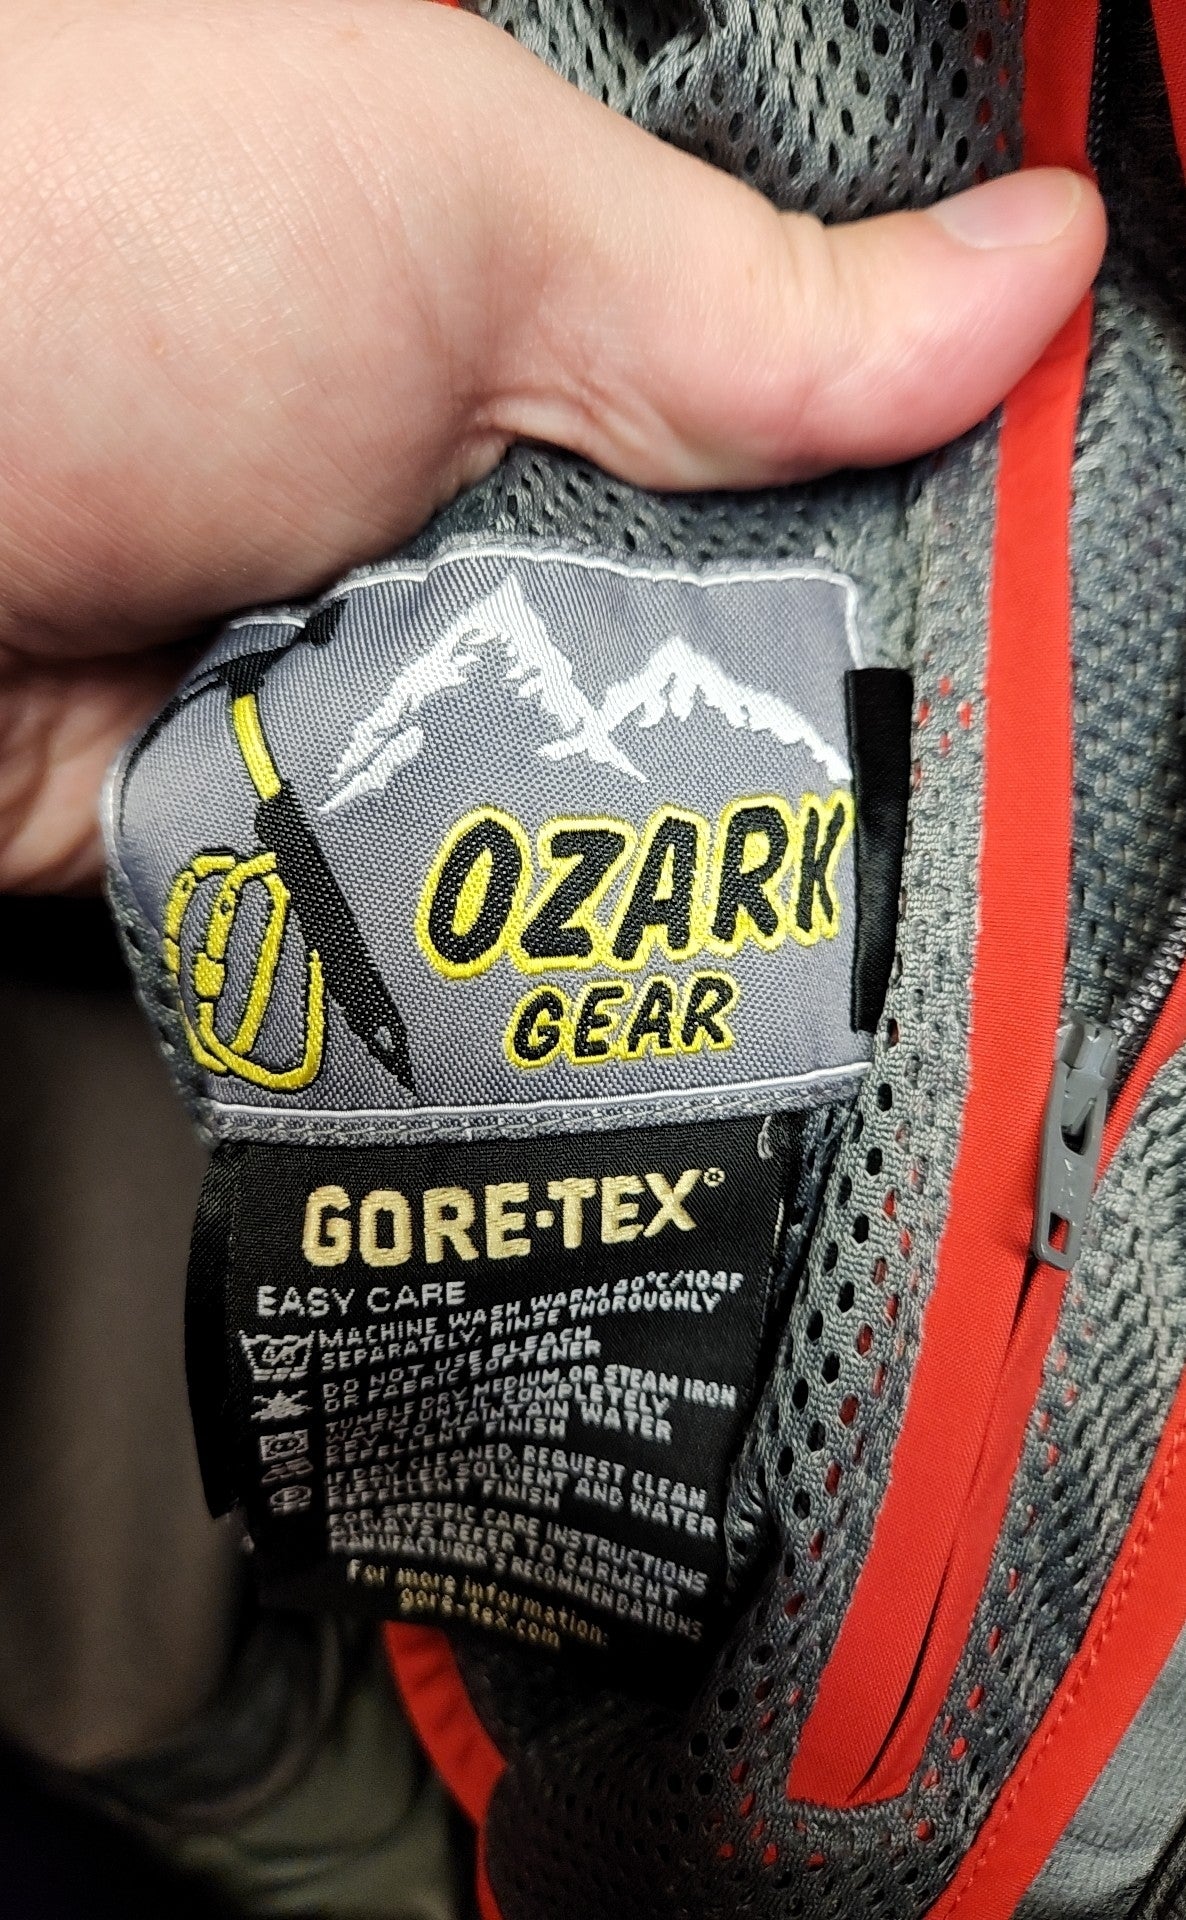 OZARK
GEAR
GORE-TEX®
EASY CARE
MACHINE WASH WARM 40°C/104F
SEPARATELY, RINSE THOROUGHLY
DO NOT USE BLEACH
OR FABRIC SOFTENER
TUMBLE DRY MEDIUM, OR STEAM IRON
WARM UNTIL COMPLETELY
DRY TO MAINTAIN WATER
REPELLENT FINISH
IF DRY CLEANED, REQUEST CLEAN
DISTILLED SOLVENT AND WATER
REPELLENT FINISH
FOR SPECIFIC CARE INSTRUCTIONS
ALWAYS REFER TO GARMENT
MANUFACTURER'S RECOMMENDATIONS
For more information:
gore-tex.com